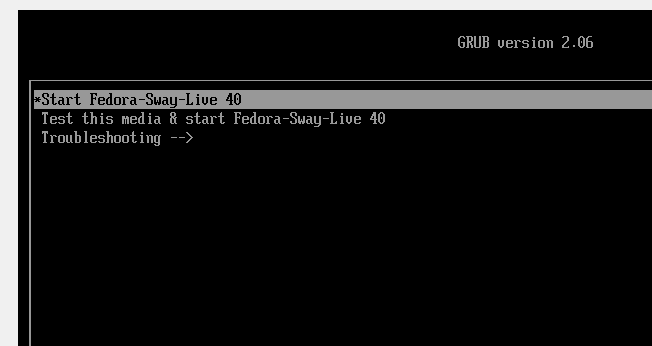 GRUB version 2.06
*Start Fedora-Sway-Live 40
Test this media & start Fedora-Sway-Live 40
Troubleshooting -->